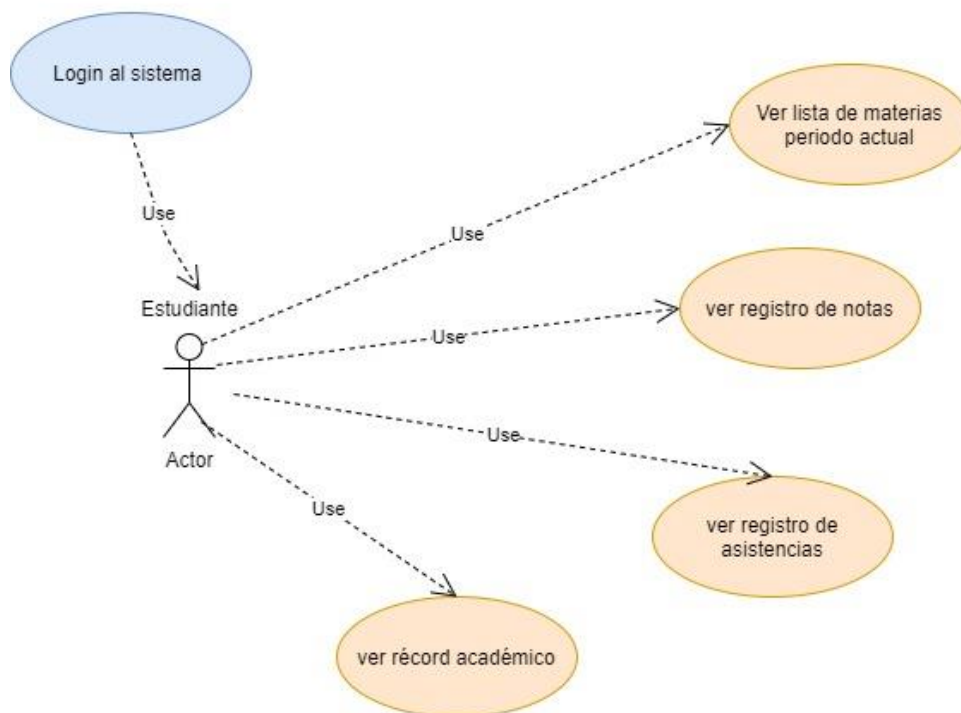 Login al sistema
Ver lista de materias
periodo actual
Use
Use
Estudiante
ver registro de notas
Use
Actor
Use
ver registro de
asistencias
Use
ver récord académico